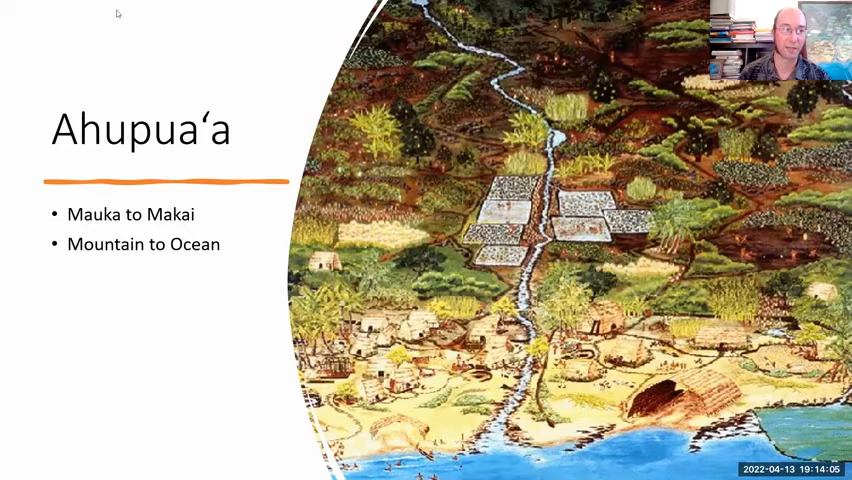 Ahupuaʻa
• Mauka to Makai
• Mountain to Ocean
2022-04-13 19:14:05